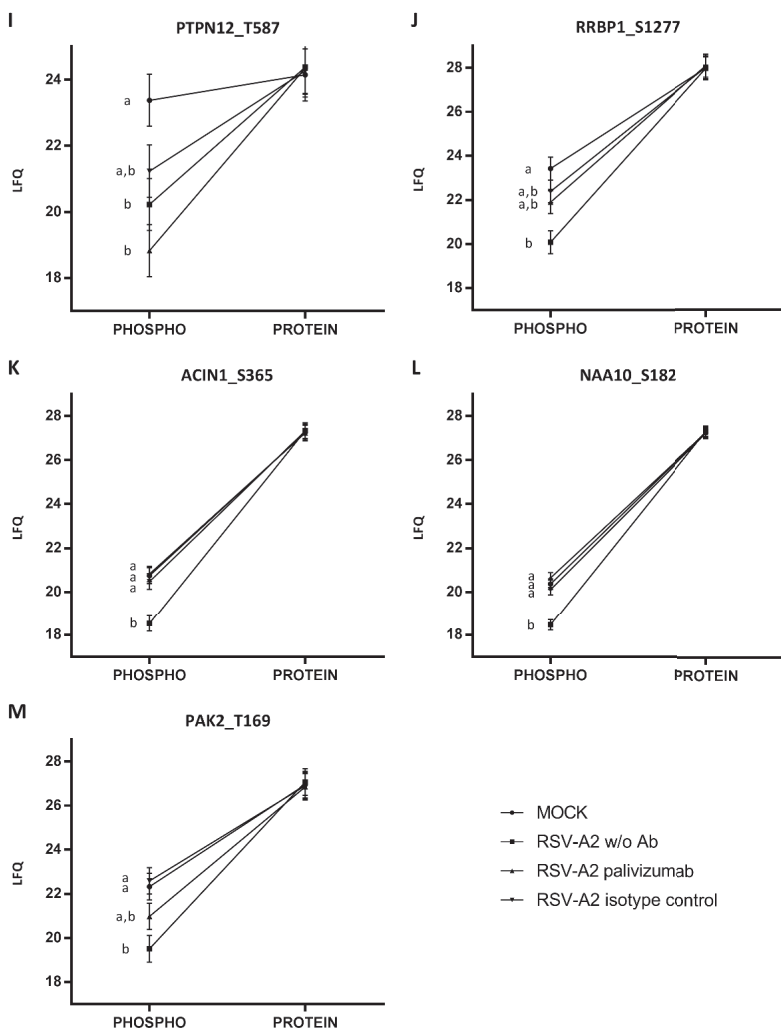 I
PTPN12_T587
24
22
20
18
LFQ
a
a,b
b
b
PHOSPHO PROTEIN
J
RRBP1_S1277
28
26
24
22
20
18
LFQ
a
a,b
a,b
b
PHOSPHO PROTEIN
K
ACIN1_S365
28
26
24
22
20
18
LFQ
a
a
a
b
PHOSPHO PROTEIN
L
NAA10_S182
28
26
24
22
20
18
LFQ
a
a
a
b
PHOSPHO PROTEIN
M
PAK2_T169
28
26
24
22
20
18
LFQ
a
a
a,b
b
PHOSPHO PROTEIN
MOCK
RSV-A2 w/o Ab
RSV-A2 palivizumab
RSV-A2 isotype control